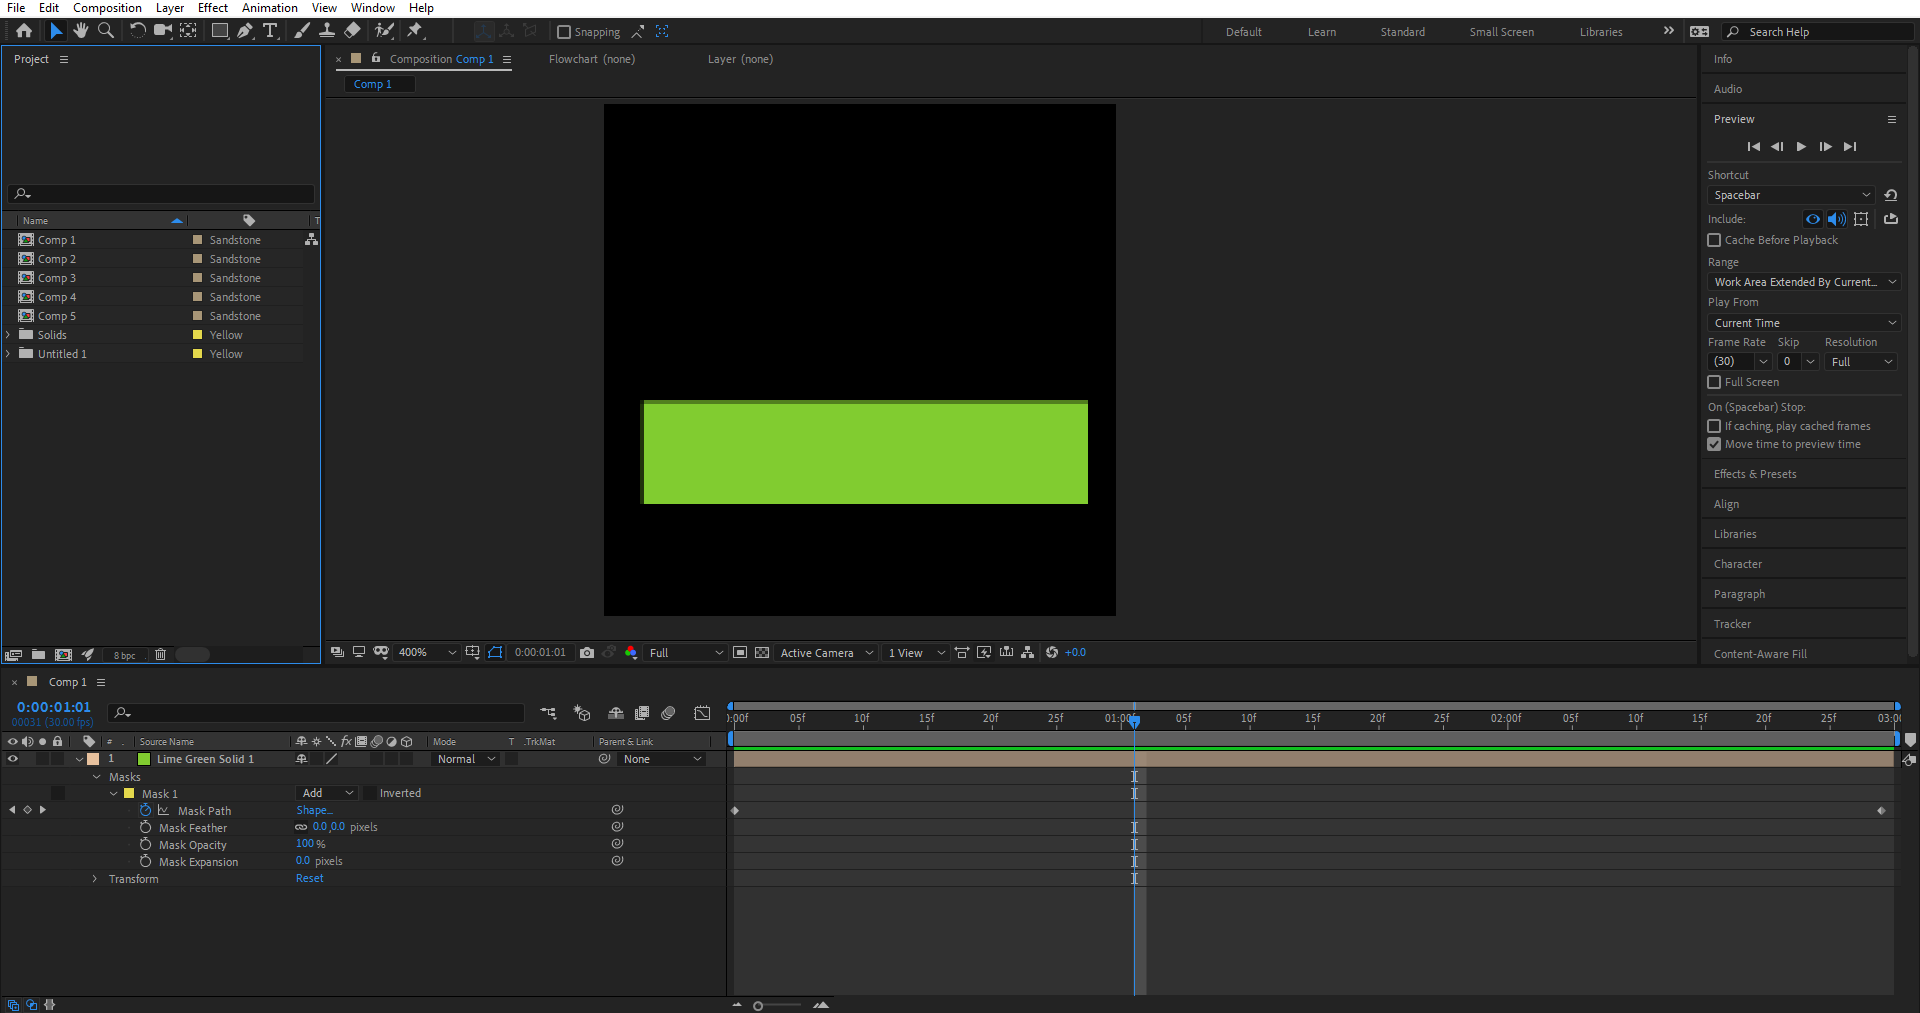 File Edit Composition Layer Effect Animation View Window Help
Snapping
Default Learn Standard Small Screen Libraries » Search Help
Project
Composition Comp 1 Flowchart (none) Layer (none)
Comp 1
Name T
Comp 1 Sandstone
Comp 2 Sandstone
Comp 3 Sandstone
Comp 4 Sandstone
Comp 5 Sandstone
Solids Yellow
Untitled 1 Yellow
8 bpc
400% 0:00:01:01 Full Active Camera 1 View +0.0
Info
Audio
Preview
Shortcut
Spacebar
Include:
Cache Before Playback
Range
Work Area Extended By Current...
Play From
Current Time
Frame Rate Skip Resolution
(30) 0 Full
Full Screen
On (Spacebar) Stop:
If caching, play cached frames
Move time to preview time
Effects & Presets
Align
Libraries
Character
Paragraph
Tracker
Content-Aware Fill
Comp 1
0:00:01:01
00031 (30.00 fps)
:00f 05f 10f 15f 20f 25f 01:00f 05f 10f 15f 20f 25f 02:00f 05f 10f 15f 20f 25f 03:00
# . Source Name fx Mode T .TrkMat Parent & Link
1 Lime Green Solid 1 Normal None
Masks
Mask 1 Add Inverted
Mask Path Shape...
Mask Feather 0.0,0.0 pixels
Mask Opacity 100 %
Mask Expansion 0.0 pixels
Transform Reset